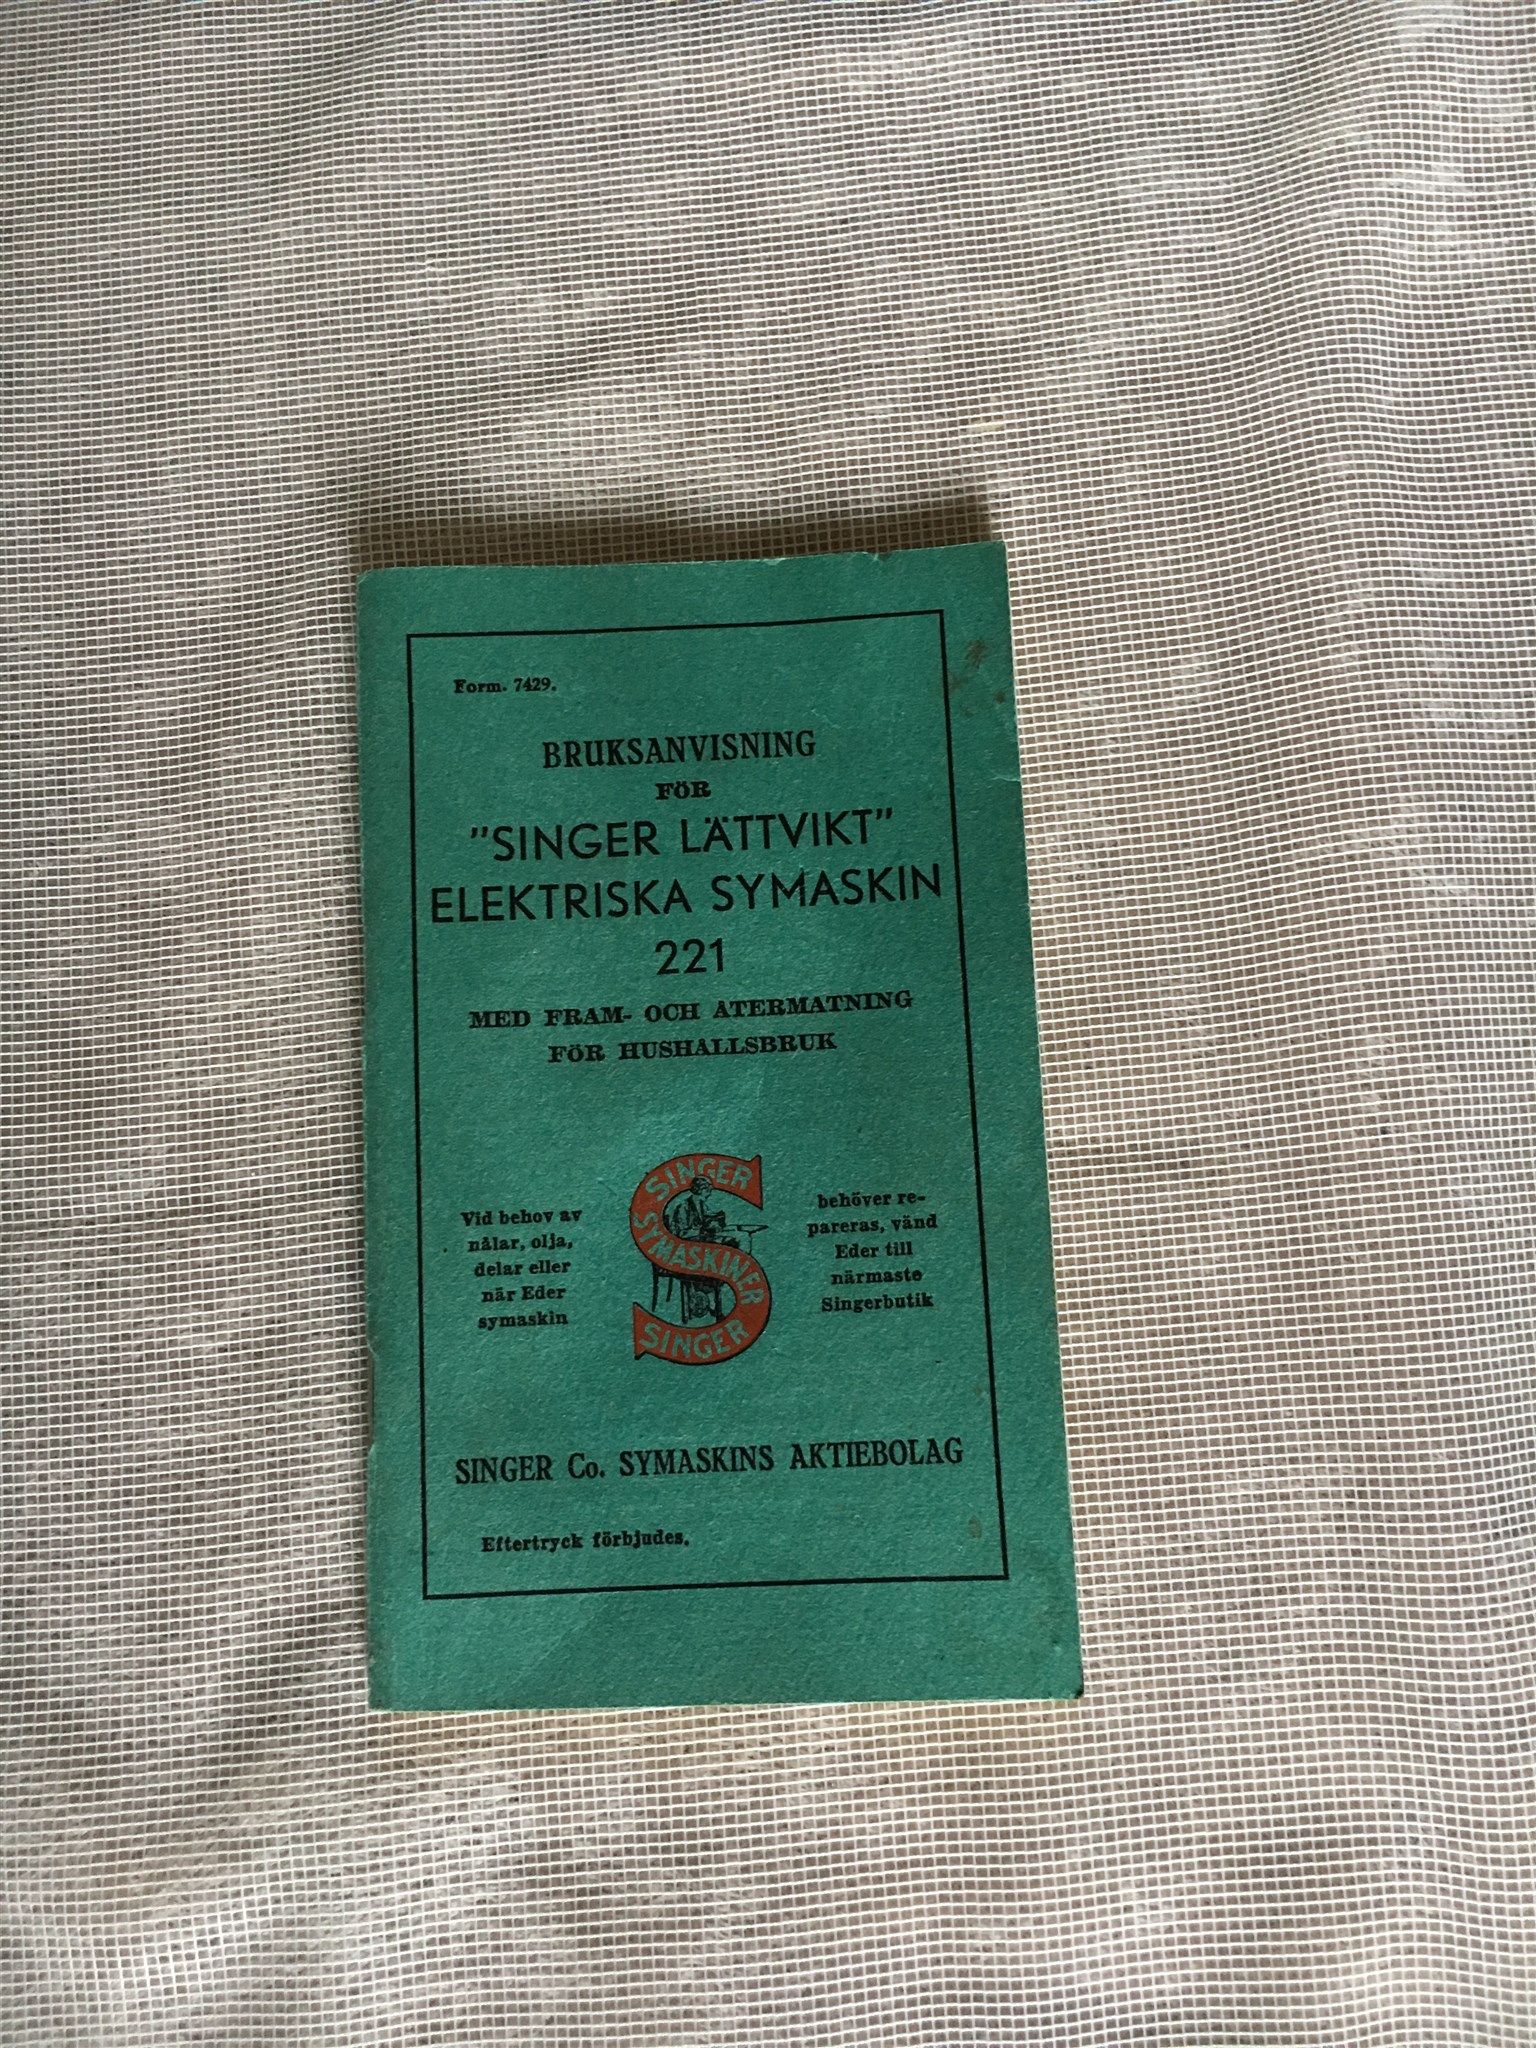 Form. 7429.
BRUKSANVISNING
FÖR
"SINGER LÄTTVIKT"
ELEKTRISKA SYMASKIN
221
MED FRAM- OCH ATERMATNING
FÖR HUSHALLSBRUK
Vid behov av
nålar, olja,
delar eller
när Eder
symaskin
SINGER
SYMASKINER
SINGER
behöver re-
pareras, vänd
Eder till
närmaste
Singerbutik
SINGER Co. SYMASKINS AKTIEBOLAG
Eftertryck förbjudes.